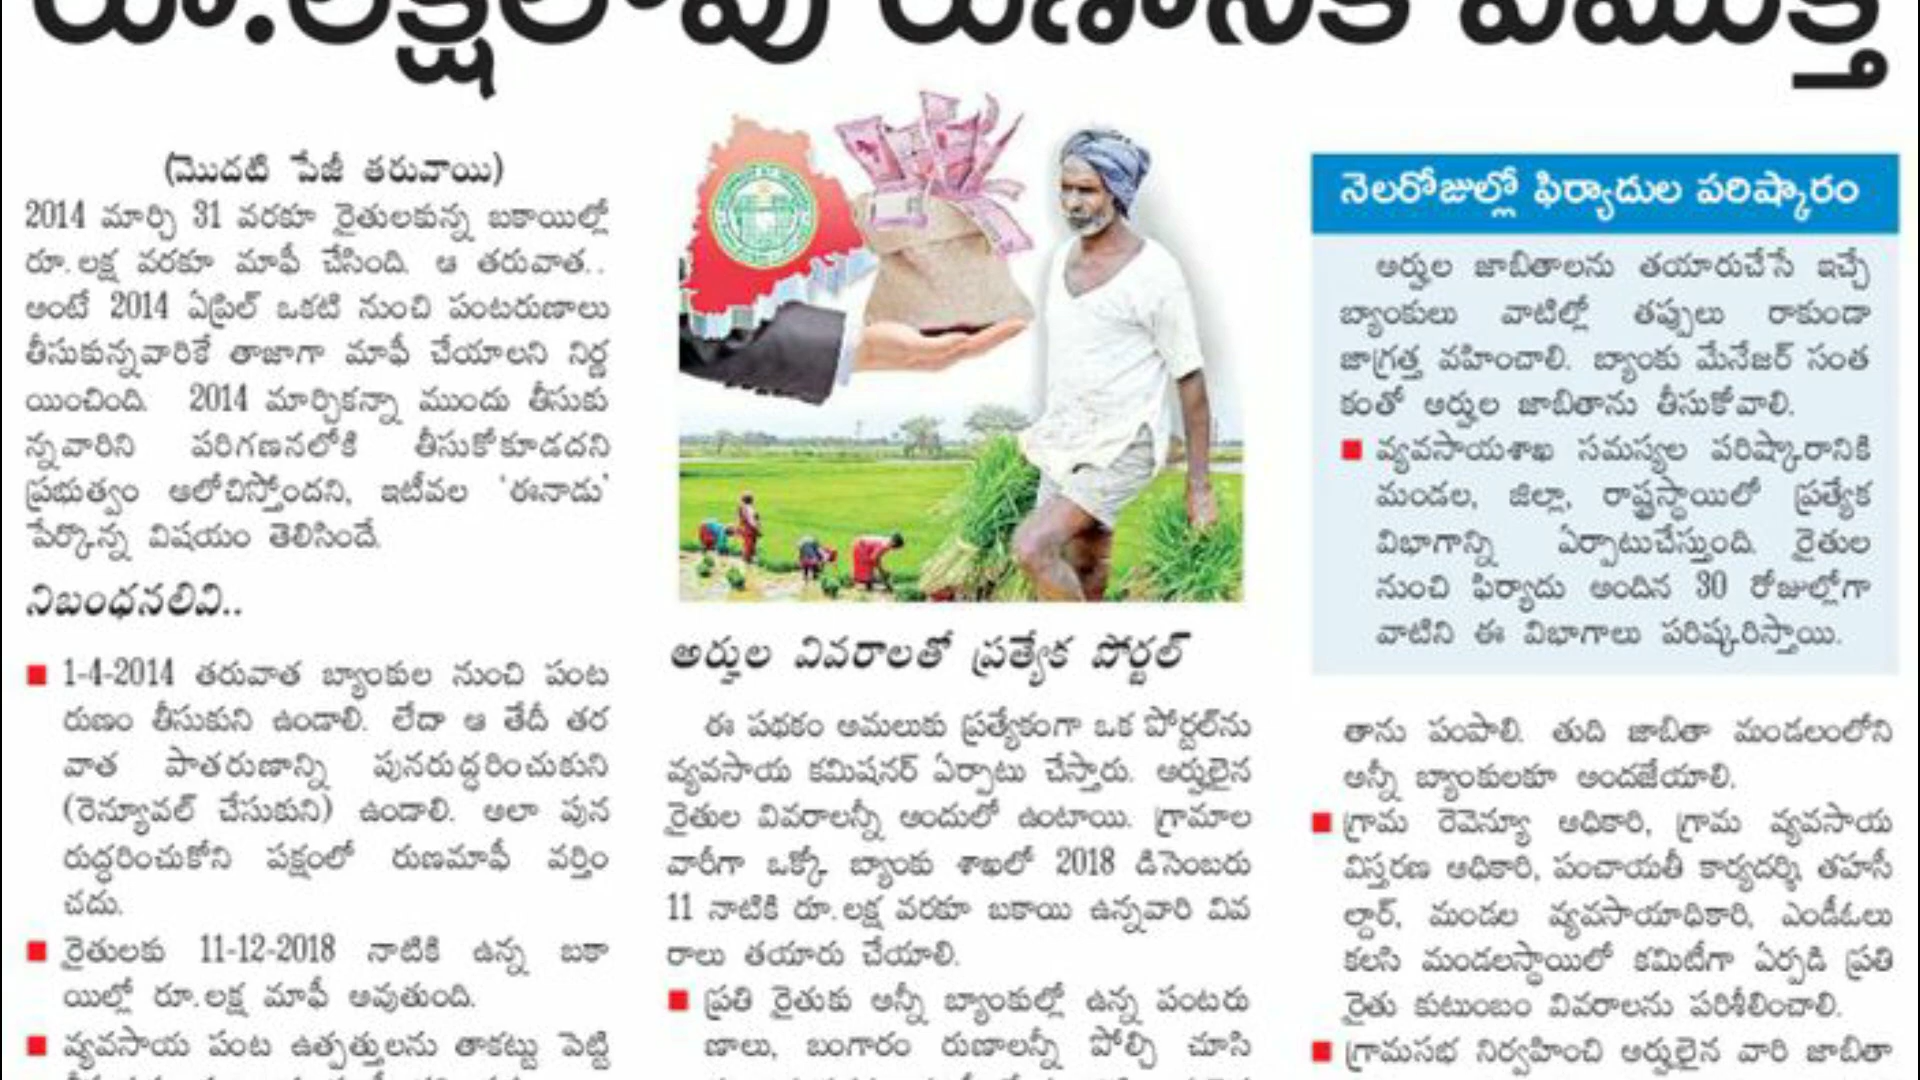 రూ.లక్షలోపు రుణానికే విముక్తి
(మొదటి పేజీ తరువాయి)
2014 మార్చి 31 వరకూ రైతులకున్న బకాయిల్లో
రూ.లక్ష వరకూ మాఫీ చేసింది. ఆ తరువాత..
అంటే 2014 ఏప్రిల్ ఒకటి నుంచి పంటరుణాలు
తీసుకున్నవారికే తాజాగా మాఫీ చేయాలని నిర్ణ
యించింది. 2014 మార్చికన్నా ముందు తీసుకు
న్నవారిని పరిగణనలోకి తీసుకోకూడదని
ప్రభుత్వం ఆలోచిస్తోందని, ఇటీవల 'ఈనాడు'
పేర్కొన్న విషయం తెలిసిందే.
నిబంధనలివి..
1-4-2014 తరువాత బ్యాంకుల నుంచి పంట
రుణం తీసుకుని ఉండాలి. లేదా ఆ తేదీ తర
వాత పాతరుణాన్ని పునరుద్ధరించుకుని
(రెన్యూవల్ చేసుకుని) ఉండాలి. అలా పున
రుద్ధరించుకోని పక్షంలో రుణమాఫీ వర్తిం
చదు.
రైతులకు 11-12-2018 నాటికి ఉన్న బకా
యిల్లో రూ.లక్ష మాఫీ అవుతుంది.
వ్యవసాయ పంట ఉత్పత్తులను తాకట్టు పెట్టి
అర్హుల వివరాలతో ప్రత్యేక పోర్టల్
ఈ పథకం అమలుకు ప్రత్యేకంగా ఒక పోర్టల్‌ను
వ్యవసాయ కమిషనర్ ఏర్పాటు చేస్తారు. అర్హులైన
రైతుల వివరాలన్నీ అందులో ఉంటాయి. గ్రామాల
వారీగా ఒక్కో బ్యాంకు శాఖలో 2018 డిసెంబరు
11 నాటికి రూ.లక్ష వరకూ బకాయి ఉన్నవారి వివ
రాలు తయారు చేయాలి.
ప్రతి రైతుకు అన్నీ బ్యాంకుల్లో ఉన్న పంటరు
ణాలు, బంగారం రుణాలన్నీ పోల్చి చూసి
నెలరోజుల్లో ఫిర్యాదుల పరిష్కారం
అర్హుల జాబితాలను తయారుచేసే ఇచ్చే
బ్యాంకులు వాటిల్లో తప్పులు రాకుండా
జాగ్రత్త వహించాలి. బ్యాంకు మేనేజర్ సంత
కంతో అర్హుల జాబితాను తీసుకోవాలి.
వ్యవసాయశాఖ సమస్యల పరిష్కారానికి
మండల, జిల్లా, రాష్ట్రస్థాయిలో ప్రత్యేక
విభాగాన్ని ఏర్పాటుచేస్తుంది. రైతుల
నుంచి ఫిర్యాదు అందిన 30 రోజుల్లోగా
వాటిని ఈ విభాగాలు పరిష్కరిస్తాయి.
తాను పంపాలి. తుది జాబితా మండలంలోని
అన్నీ బ్యాంకులకూ అందజేయాలి.
గ్రామ రెవెన్యూ అధికారి, గ్రామ వ్యవసాయ
విస్తరణ అధికారి, పంచాయతీ కార్యదర్శి, తహసీ
ల్దార్, మండల వ్యవసాయాధికారి, ఎండీఓలు
కలసి మండలస్థాయిలో కమిటీగా ఏర్పడి ప్రతి
రైతు కుటుంబం వివరాలను పరిశీలించాలి.
గ్రామసభ నిర్వహించి అర్హులైన వారి జాబితా